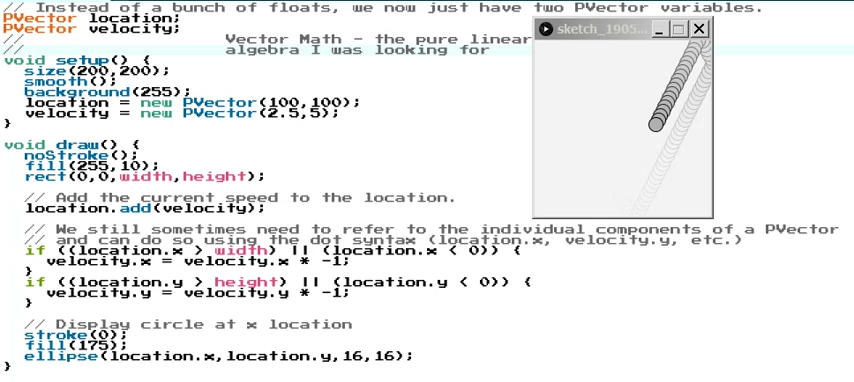 // Instead of a bunch of floats, we now just have two PVector variables.
PVector location;
PVector velocity;
// Vector Math - the pure linear
// algebra I was looking for
void setup() {
size(200,200);
smooth();
background(255);
location = new PVector(100,100);
velocity = new PVector(2.5,5);
}
void draw() {
noStroke();
fill(255,10);
rect(0,0,width,height);
// Add the current speed to the location.
location.add(velocity);
// We still sometimes need to refer to the individual components of a PVector
// and can do so using the dot syntax (location.x, velocity.y, etc.)
if ((location.x > width) || (location.x < 0)) {
velocity.x = velocity.x * -1;
}
if ((location.y > height) || (location.y < 0)) {
velocity.y = velocity.y * -1;
}
// Display circle at x location
stroke(0);
fill(175);
ellipse(location.x,location.y,16,16);
}
sketch_1905...